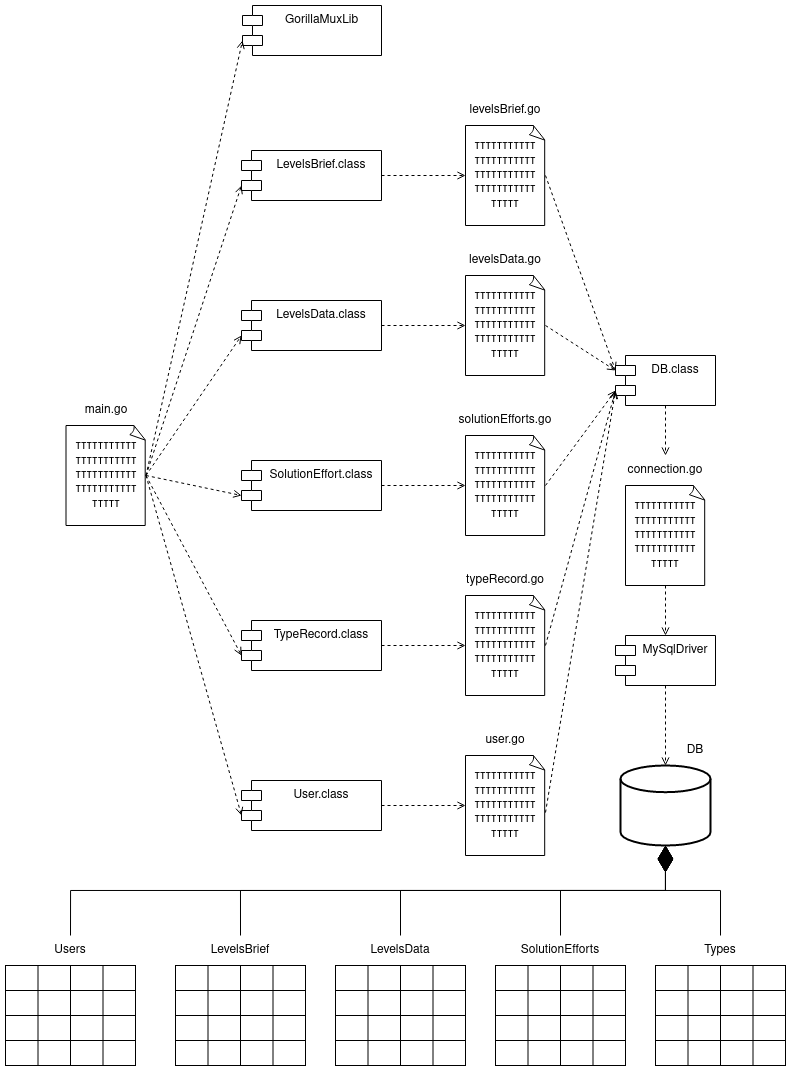 GorillaMuxLib
levelsBrief.go
TTTTTTTTTTT
TTTTTTTTTTT
TTTTTTTTTTT
TTTTTTTTTTT
TTTTT
LevelsBrief.class
levelsData.go
TTTTTTTTTTT
TTTTTTTTTTT
TTTTTTTTTTT
TTTTTTTTTTT
TTTTT
LevelsData.class
DB.class
main.go
TTTTTTTTTTT
TTTTTTTTTTT
TTTTTTTTTTT
TTTTTTTTTTT
TTTTT
solutionEfforts.go
TTTTTTTTTTT
TTTTTTTTTTT
TTTTTTTTTTT
TTTTTTTTTTT
TTTTT
SolutionEffort.class
connection.go
TTTTTTTTTTT
TTTTTTTTTTT
TTTTTTTTTTT
TTTTTTTTTTT
TTTTT
typeRecord.go
TTTTTTTTTTT
TTTTTTTTTTT
TTTTTTTTTTT
TTTTTTTTTTT
TTTTT
TypeRecord.class
MySqlDriver
user.go
TTTTTTTTTTT
TTTTTTTTTTT
TTTTTTTTTTT
TTTTTTTTTTT
TTTTT
DB
User.class
Users
LevelsBrief
LevelsData
SolutionEfforts
Types